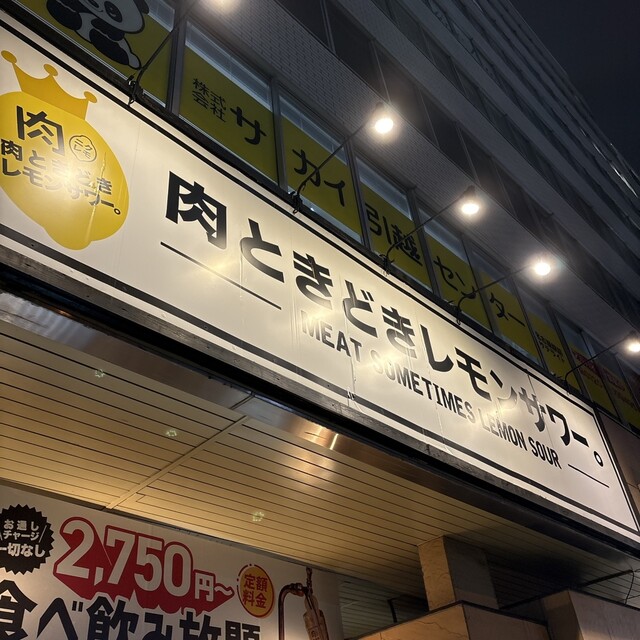 株式
会社 サカイ引越センター
肉
肉ときどき
レモンサワー。
肉ときどきレモンサワー。
MEAT SOMETIMES LEMON SOUR
お通し
チャージ
一切なし
2,750円~
定額
料金
食べ飲み放題